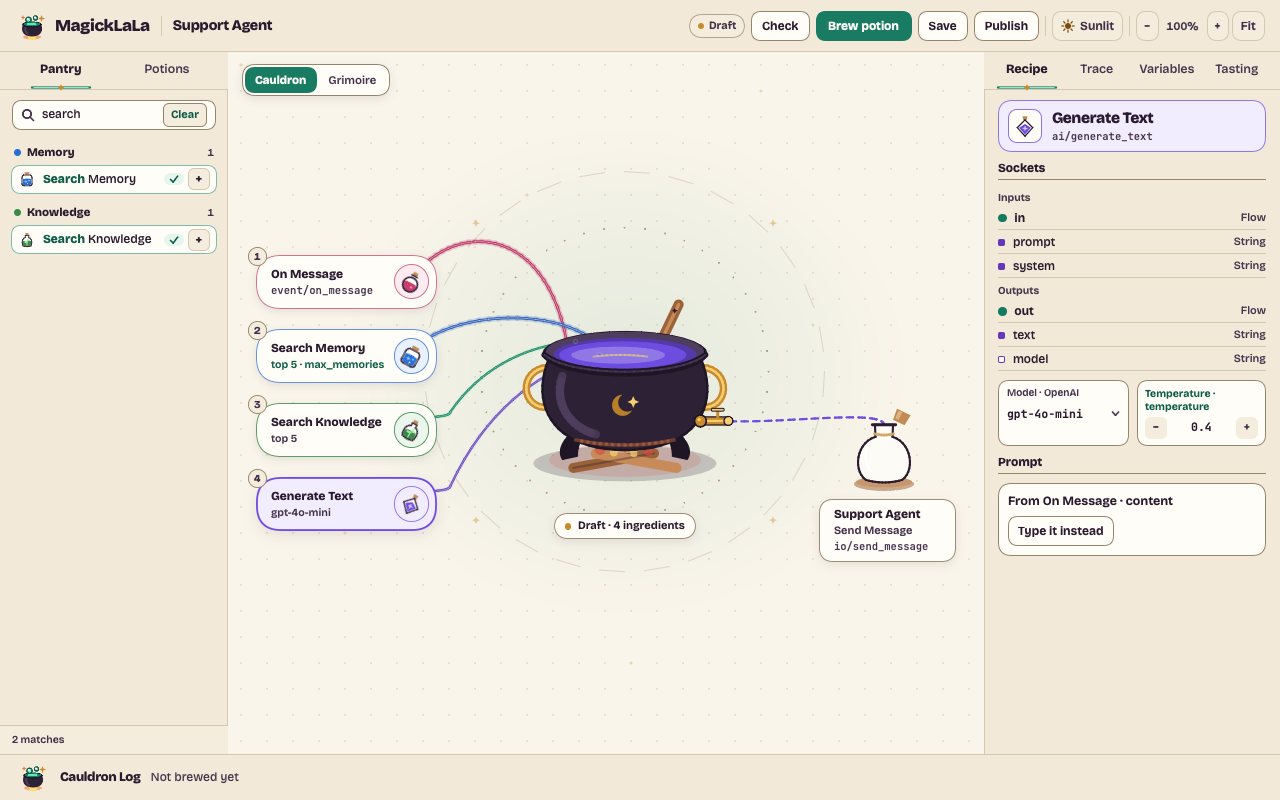 MagickLaLa
Support Agent
Draft
Check
Brew potion
Save
Publish
Sunlit
−
100%
+
Fit
Pantry
Potions
search
Clear
Memory
1
Search Memory
+
Knowledge
1
Search Knowledge
+
2 matches
Cauldron
Grimoire
1
On Message
event/on_message
2
Search Memory
top 5 · max_memories
3
Search Knowledge
top 5
4
Generate Text
gpt-4o-mini
Draft · 4 ingredients
Support Agent
Send Message
io/send_message
Recipe
Trace
Variables
Tasting
Generate Text
ai/generate_text
Sockets
Inputs
in
Flow
prompt
String
system
String
Outputs
out
Flow
text
String
model
String
Model · OpenAI
gpt-4o-mini
Temperature ·
temperature
−
0.4
+
Prompt
From On Message · content
Type it instead
Cauldron Log
Not brewed yet